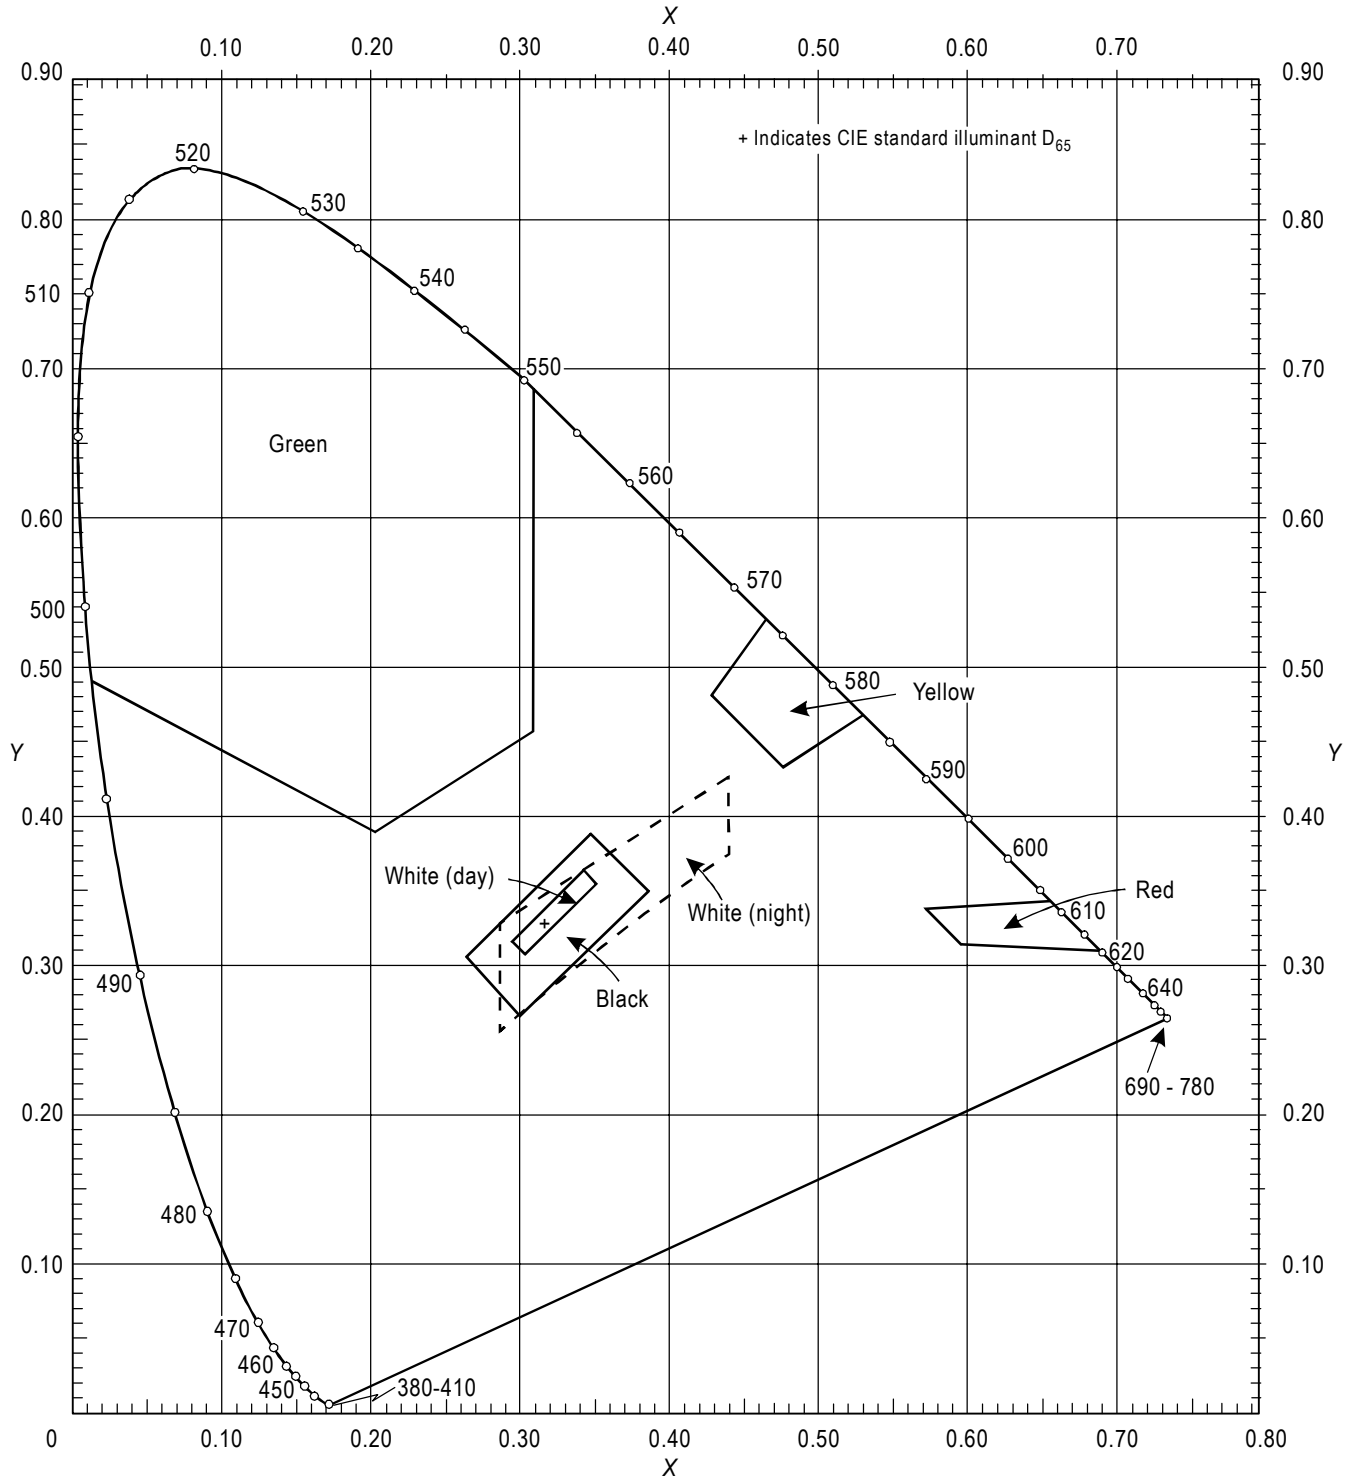 X
0.10 0.20 0.30 0.40 0.50 0.60 0.70
0.90 0.90
+ Indicates CIE standard illuminant D65
520
530
0.80 0.80
540
510
0.70 550 0.70
Green
560
0.60 0.60
570
500
0.50 0.50
580 Yellow
Y Y
590
0.40 0.40
600
White (day)
Red
White (night) 610
620
0.30 0.30
490 Black 640
690 - 780
0.20 0.20
480
0.10 0.10
470
460
450 380-410
0 0.10 0.20 0.30 0.40 0.50 0.60 0.70 0.80
X